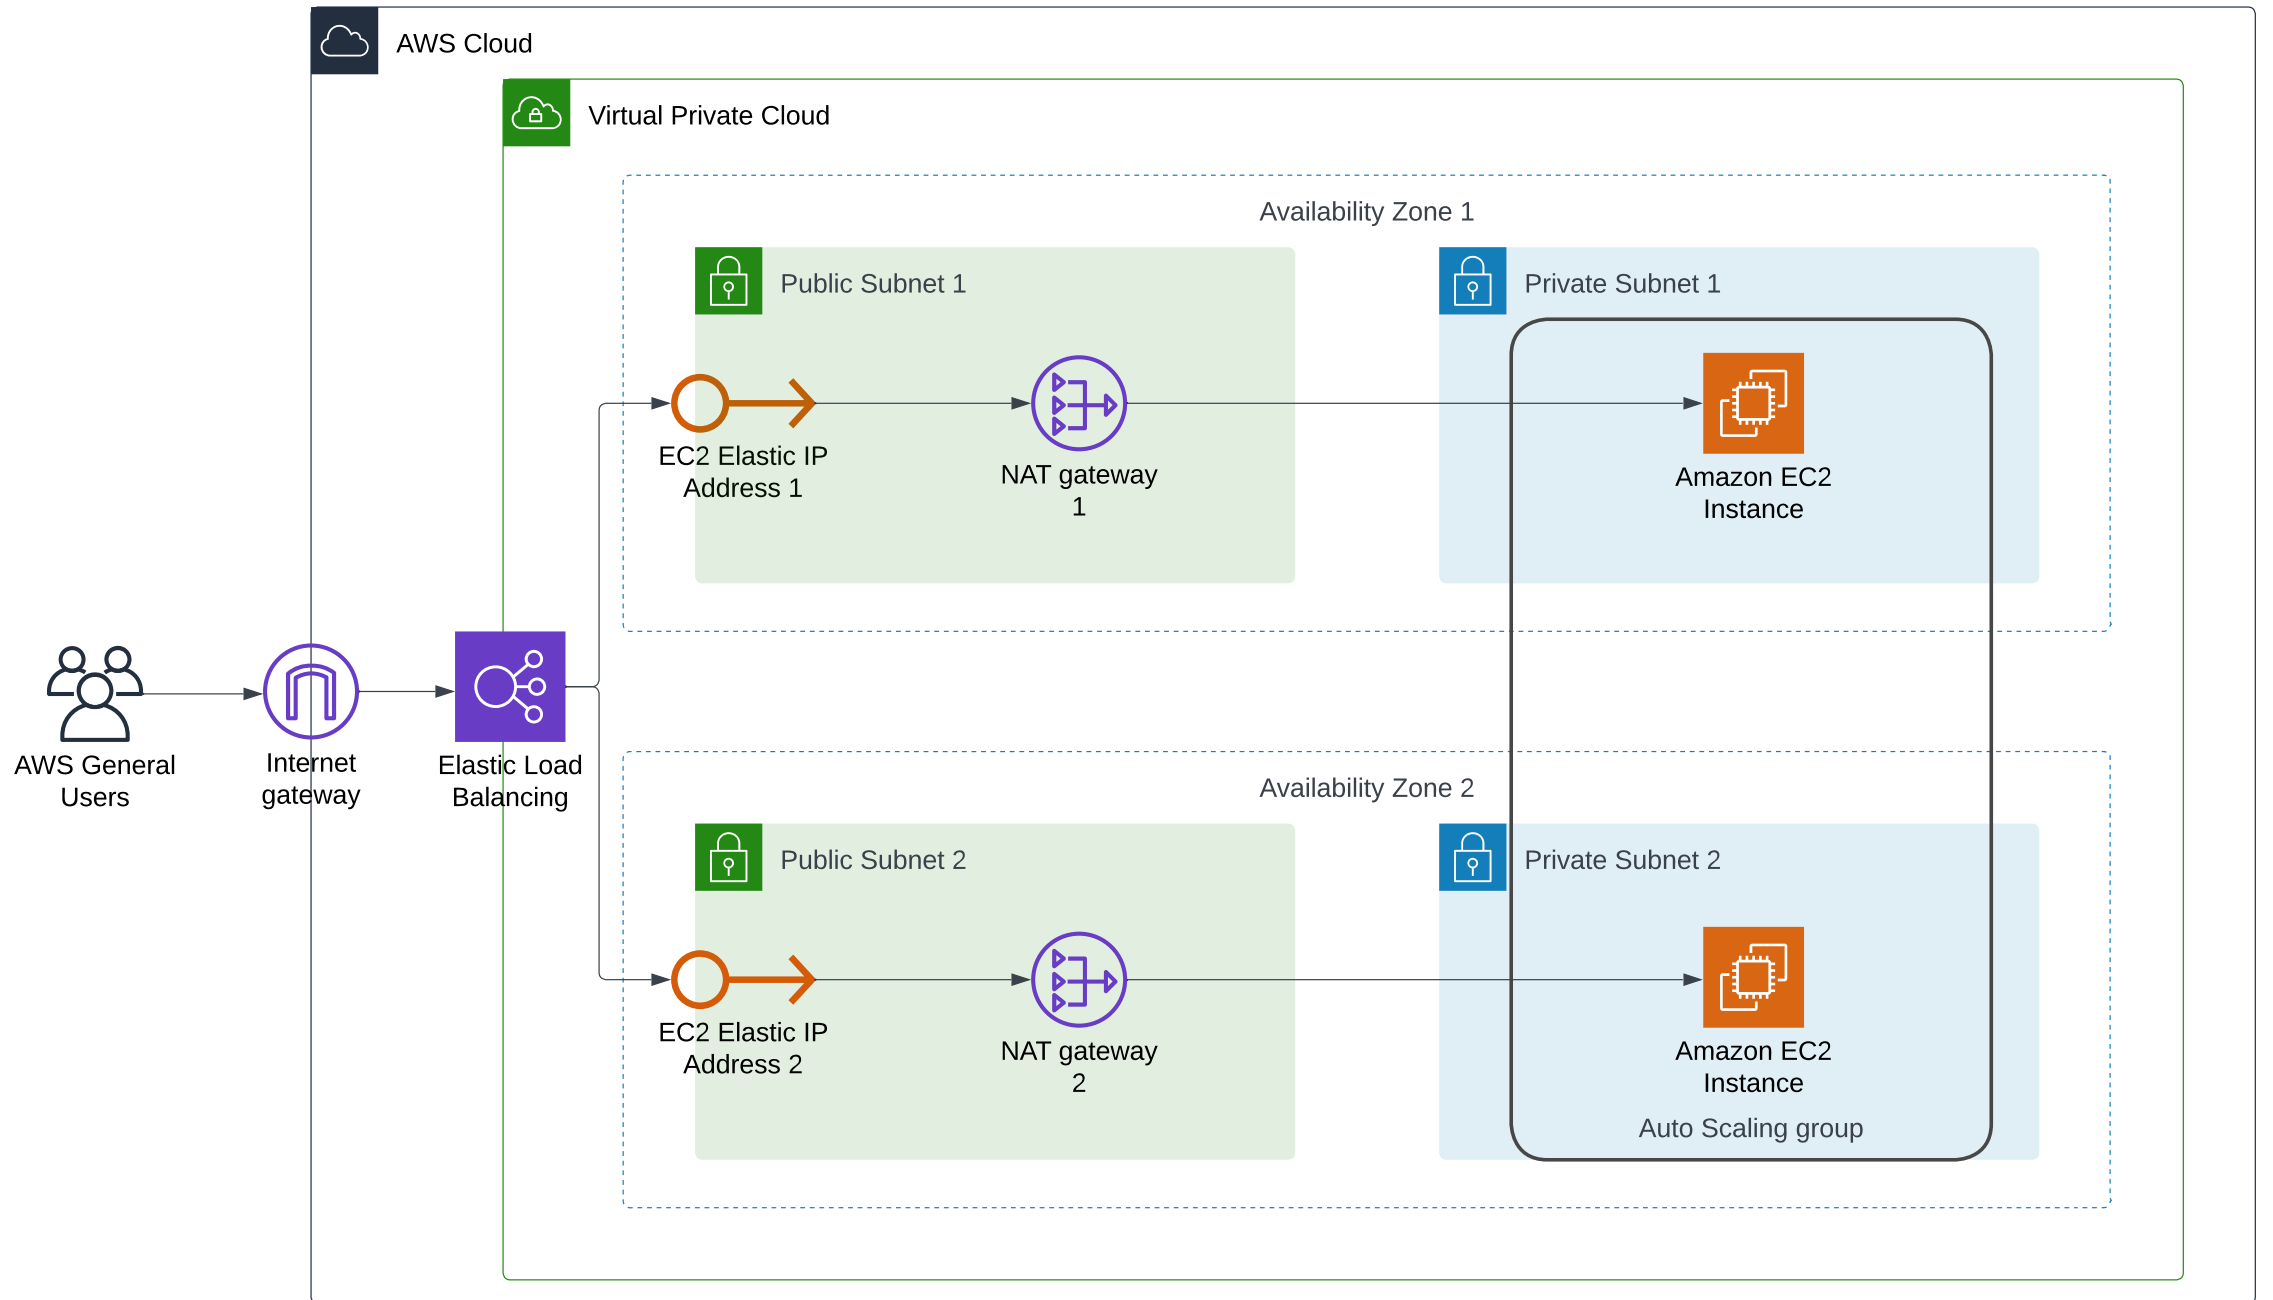 AWS Cloud
Virtual Private Cloud
Availability Zone 1
Public Subnet 1
Private Subnet 1
EC2 Elastic IP
Address 1
NAT gateway
1
Amazon EC2
Instance
AWS General
Users
Internet
gateway
Elastic Load
Balancing
Availability Zone 2
Public Subnet 2
Private Subnet 2
EC2 Elastic IP
Address 2
NAT gateway
2
Amazon EC2
Instance
Auto Scaling group